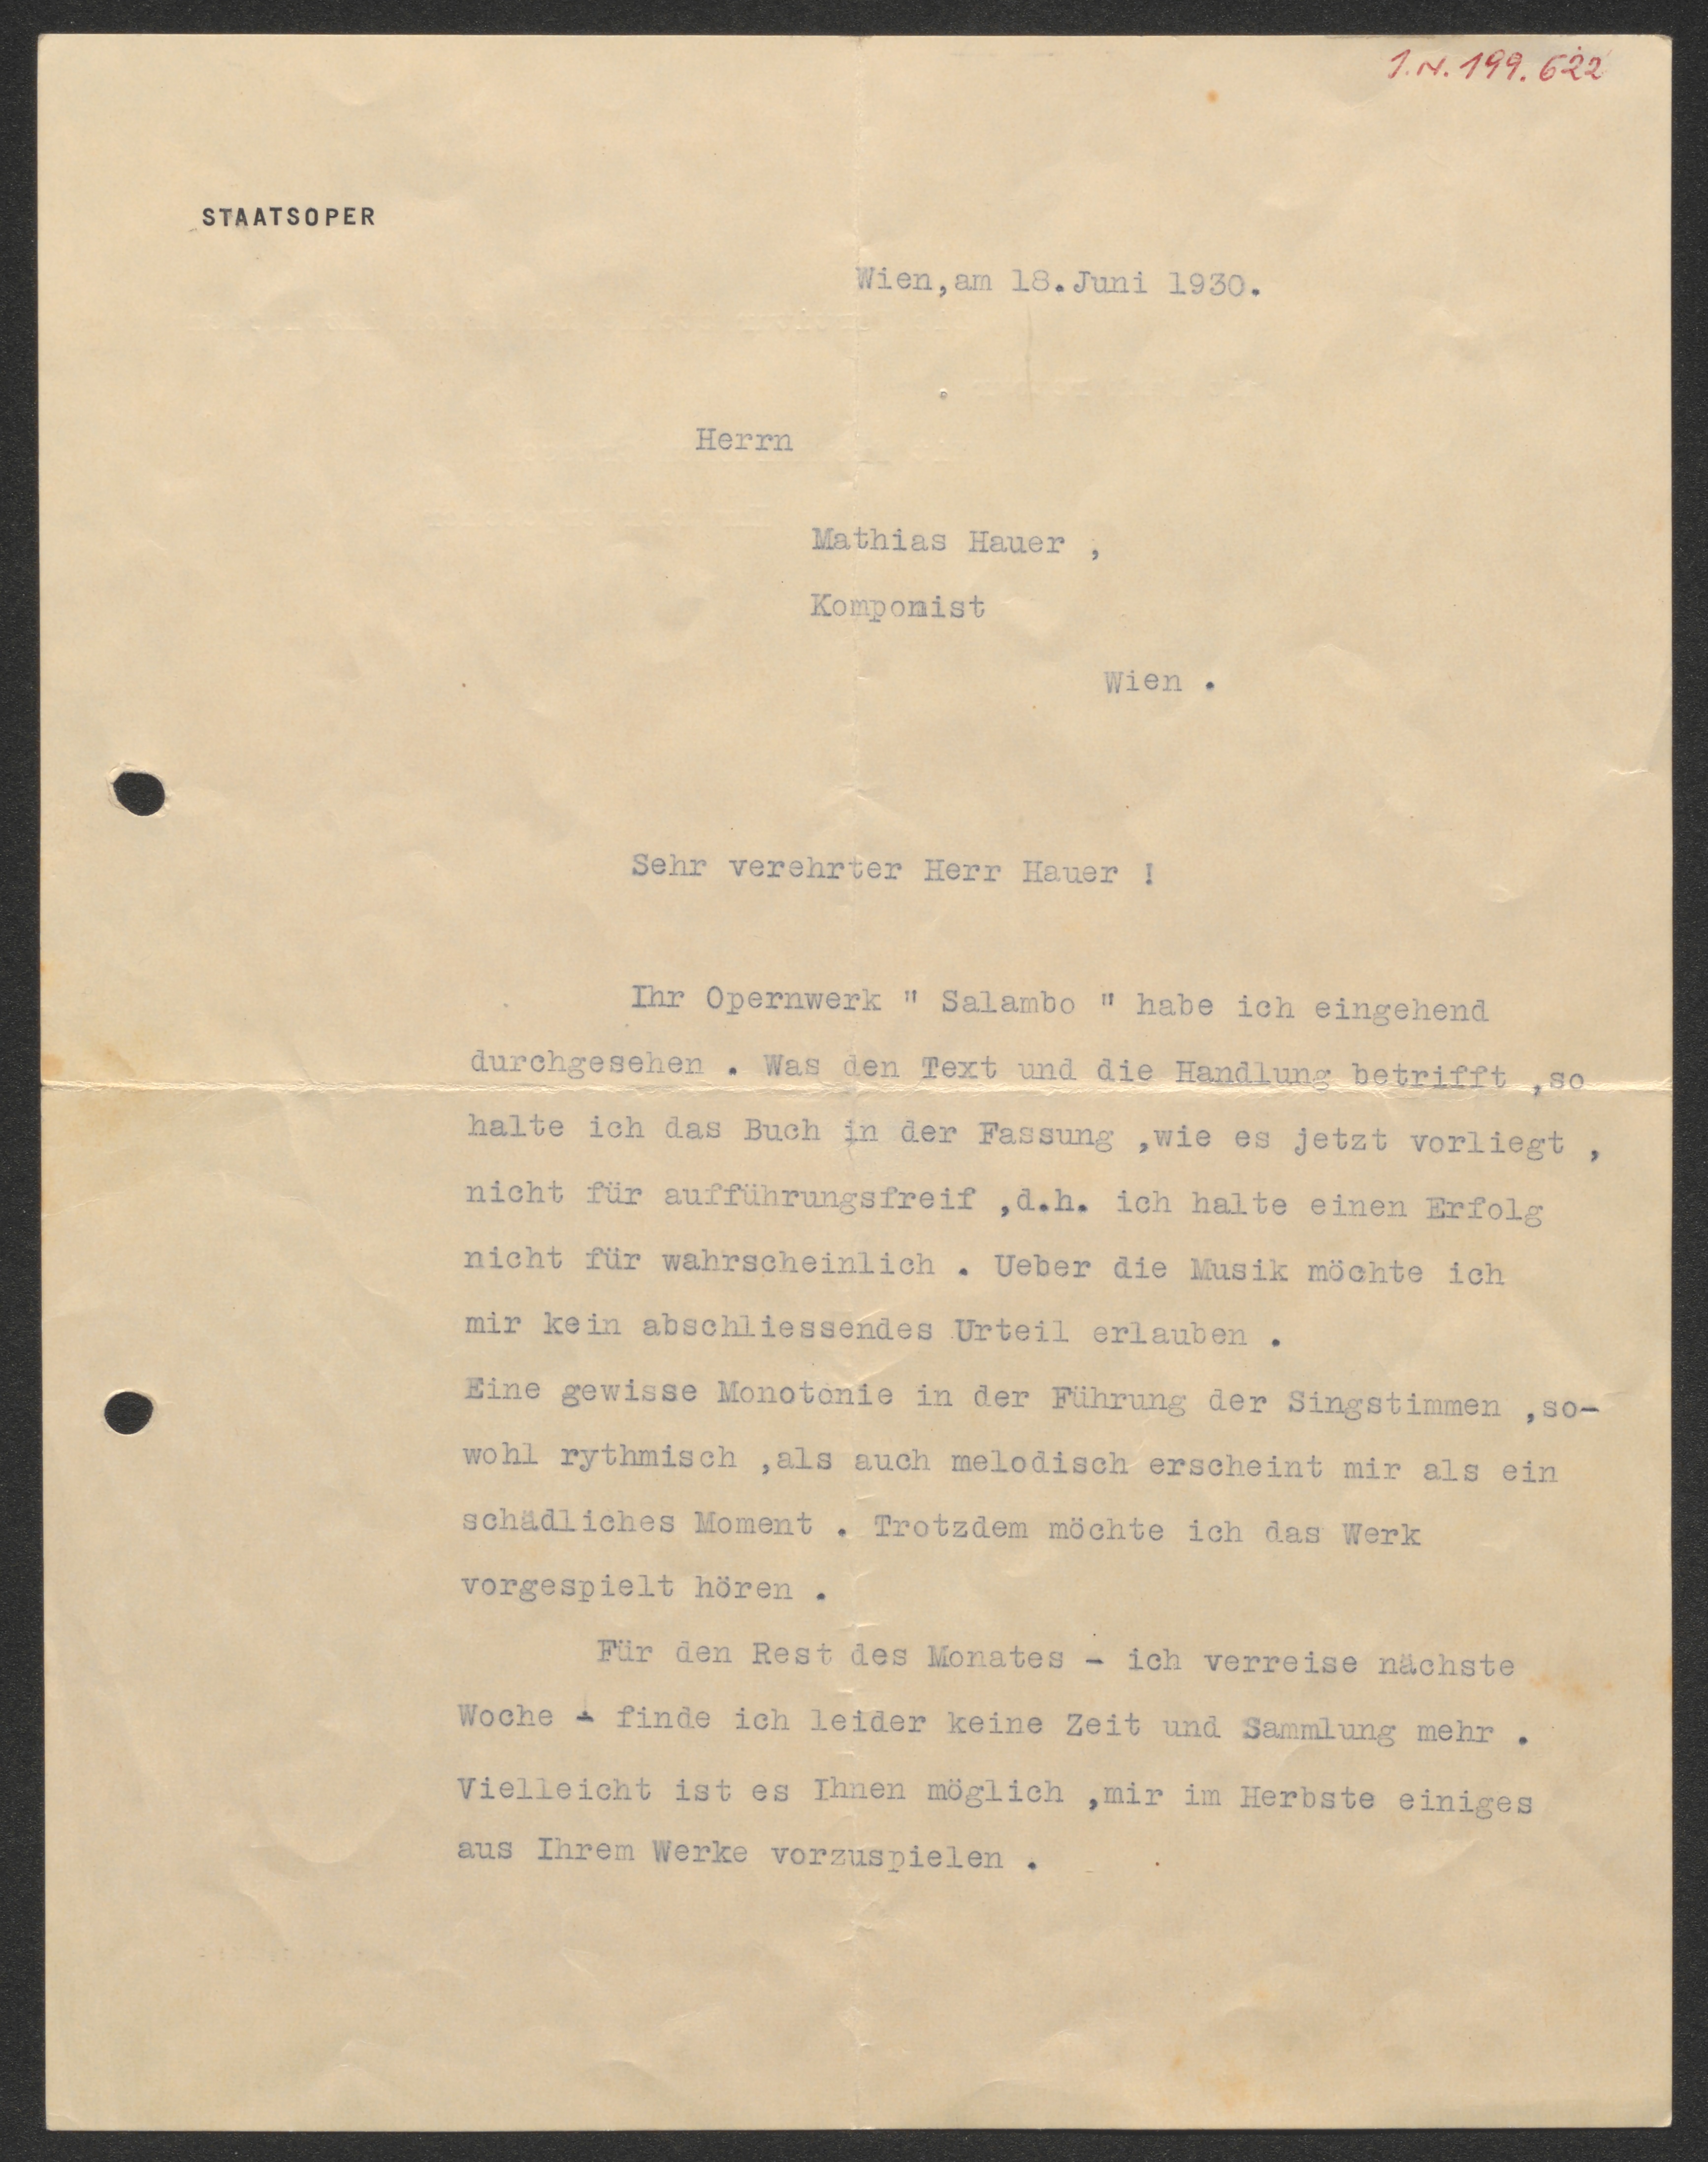 I.N. 199.622
STAATSOPER
Wien,am 18.Juni 1930.
Herrn
Mathias Hauer ,
Komponist
Wien .
Sehr verehrter Herr Hauer !
Ihr Opernwerk " Salambo " habe ich eingehend
durchgesehen . Was den Text und die Handlung betrifft ,so
halte ich das Buch in der Fassung ,wie es jetzt vorliegt ,
nicht für aufführungsfreif ,d.h. ich halte einen Erfolg
nicht für wahrscheinlich . Ueber die Musik möchte ich
mir kein abschliessendes Urteil erlauben .
Eine gewisse Monotonie in der Führung der Singstimmen ,so-
wohl rythmisch ,als auch melodisch erscheint mir als ein
schädliches Moment . Trotzdem möchte ich das Werk
vorgespielt hören .
Für den Rest des Monates - ich verreise nächste
Woche - finde ich leider keine Zeit und Sammlung mehr .
Vielleicht ist es Ihnen möglich ,mir im Herbste einiges
aus Ihrem Werke vorzuspielen .